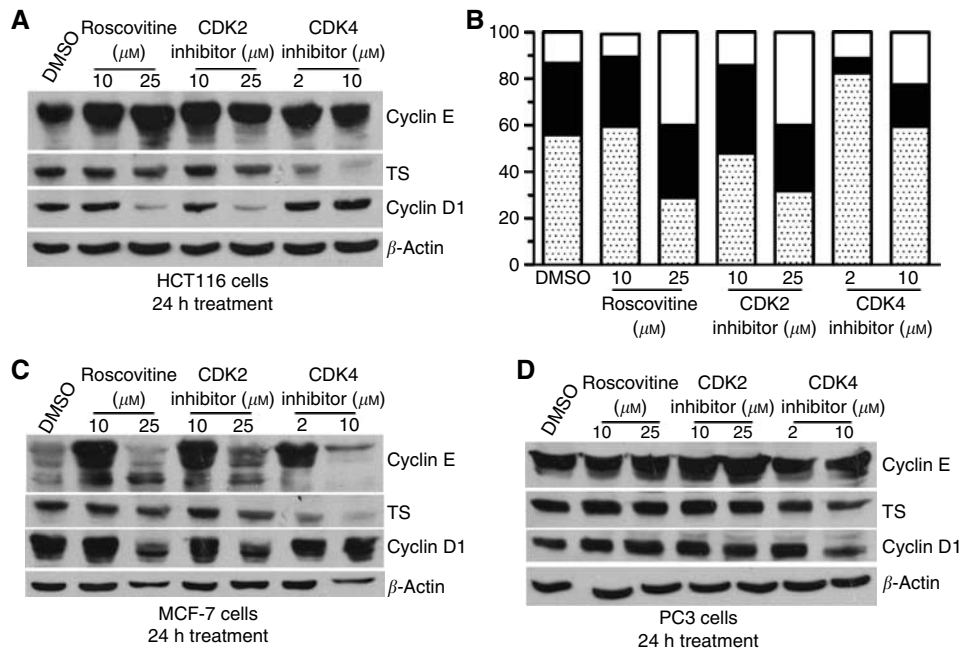 A
DMSO
Roscovitine (μM)
CDK2 inhibitor (μM)
CDK4 inhibitor (μM)
10 25 10 25 2 10
Cyclin E
TS
Cyclin D1
β-Actin
HCT116 cells
24 h treatment
B
100
80
60
40
20
0
DMSO 10 25 10 25 2 10
Roscovitine (μM)
CDK2 inhibitor (μM)
CDK4 inhibitor (μM)
C
DMSO
Roscovitine (μM)
CDK2 inhibitor (μM)
CDK4 inhibitor (μM)
10 25 10 25 2 10
Cyclin E
TS
Cyclin D1
β-Actin
MCF-7 cells
24 h treatment
D
DMSO
Roscovitine (μM)
CDK2 inhibitor (μM)
CDK4 inhibitor (μM)
10 25 10 25 2 10
Cyclin E
TS
Cyclin D1
β-Actin
PC3 cells
24 h treatment